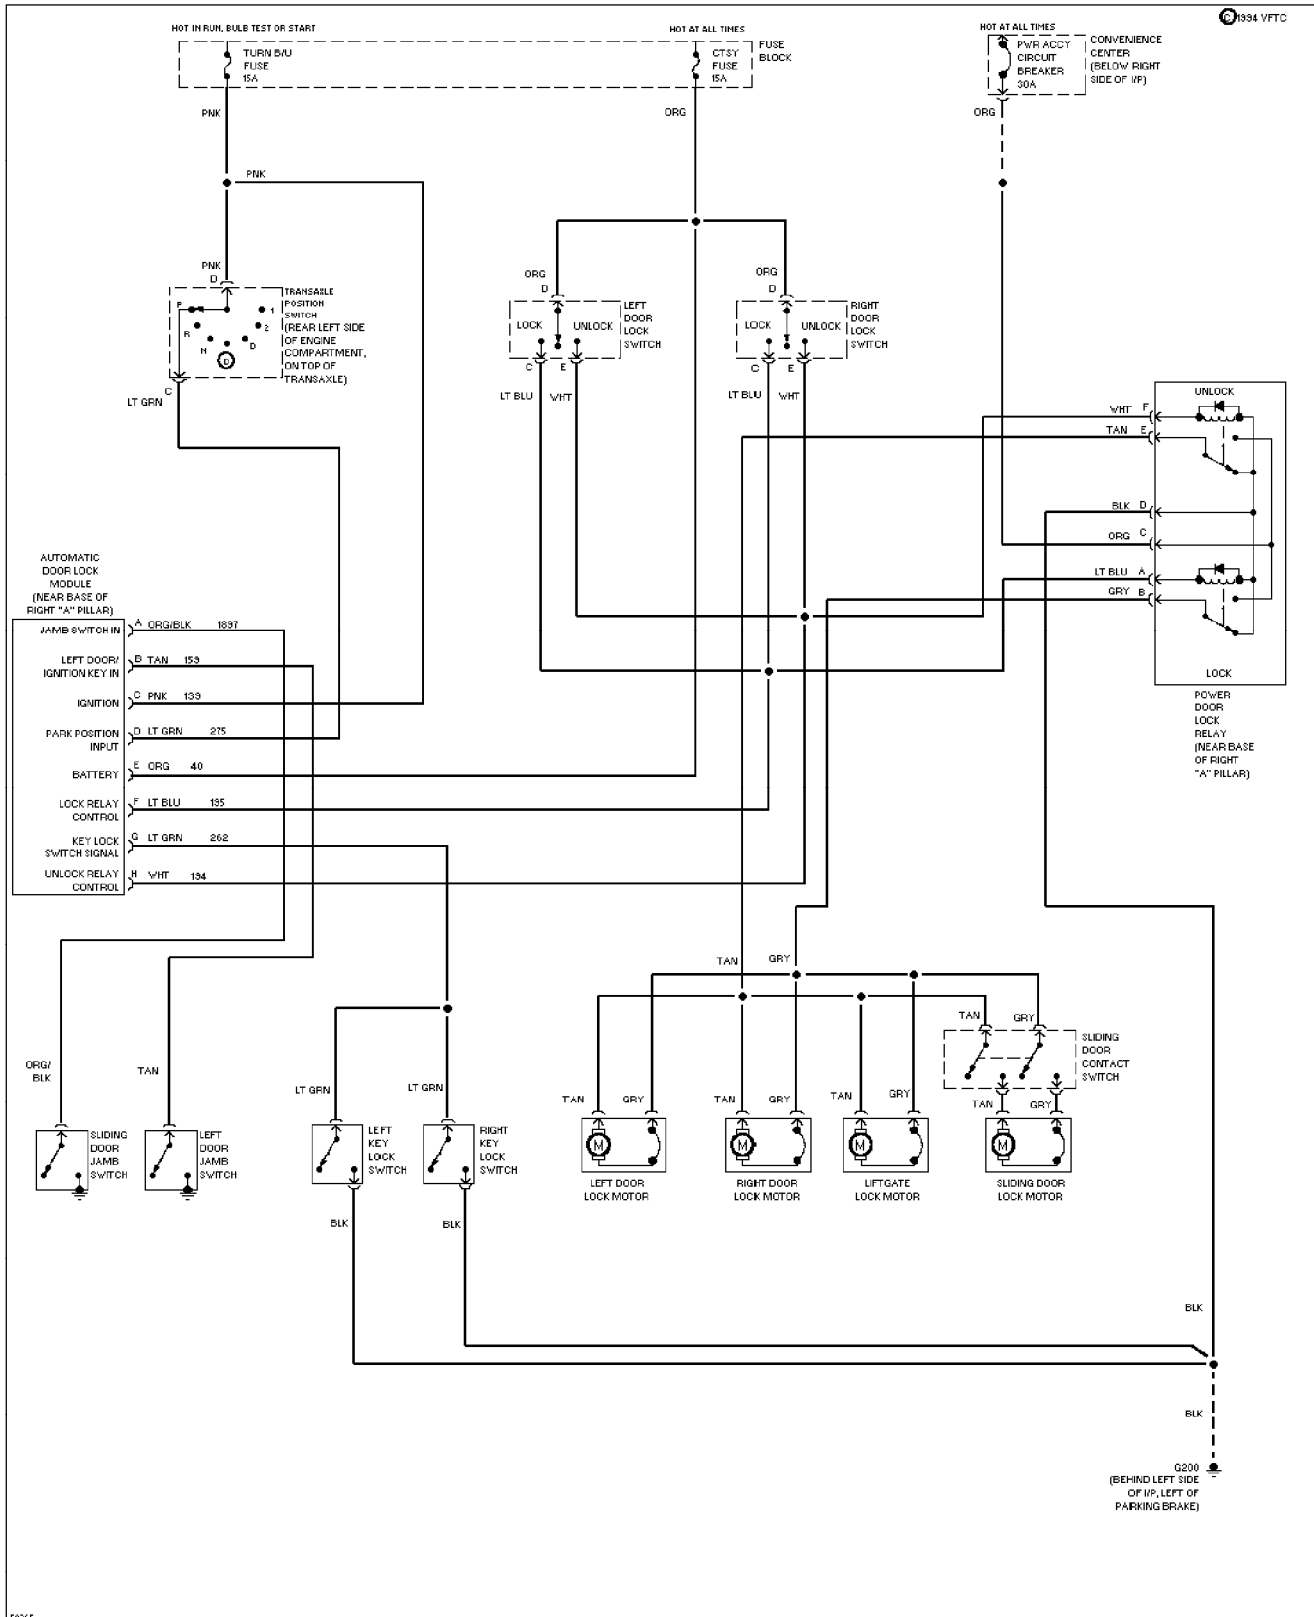 © 1994 VFTC
HOT IN RUN, BULB TEST OR START
TURN B/U
FUSE
15A
HOT AT ALL TIMES
CTSY
FUSE
15A
FUSE
BLOCK
HOT AT ALL TIMES
PWR ACCY
CIRCUIT
BREAKER
30A
CONVENIENCE
CENTER
(BELOW RIGHT
SIDE OF I/P)
PNK
ORG
ORG
PNK
PNK
D
P
R
N
D
2
1
D
C
LT GRN
TRANSAXLE
POSITION
SWITCH
(REAR LEFT SIDE
OF ENGINE
COMPARTMENT,
ON TOP OF
TRANSAXLE)
ORG
D
LOCK
UNLOCK
LEFT
DOOR
LOCK
SWITCH
C
E
LT BLU
WHT
ORG
D
LOCK
UNLOCK
RIGHT
DOOR
LOCK
SWITCH
C
E
LT BLU
WHT
UNLOCK
WHT F
TAN E
BLK D
ORG C
LT BLU A
GRY B
LOCK
POWER
DOOR
LOCK
RELAY
(NEAR BASE
OF RIGHT
"A" PILLAR)
AUTOMATIC
DOOR LOCK
MODULE
(NEAR BASE OF
RIGHT "A" PILLAR)
JAMB SWITCH IN
A ORG/BLK 1897
LEFT DOOR/
IGNITION KEY IN
B TAN 159
IGNITION
C PNK 139
PARK POSITION
INPUT
D LT GRN 275
BATTERY
E ORG 40
LOCK RELAY
CONTROL
F LT BLU 195
KEY LOCK
SWITCH SIGNAL
G LT GRN 262
UNLOCK RELAY
CONTROL
H WHT 194
TAN
GRY
TAN
GRY
SLIDING
DOOR
CONTACT
SWITCH
ORG/
BLK
TAN
LT GRN
LT GRN
TAN
GRY
TAN
GRY
TAN
GRY
TAN
GRY
SLIDING
DOOR
JAMB
SWITCH
LEFT
DOOR
JAMB
SWITCH
LEFT
KEY
LOCK
SWITCH
RIGHT
KEY
LOCK
SWITCH
M
M
M
M
LEFT DOOR
LOCK MOTOR
RIGHT DOOR
LOCK MOTOR
LIFTGATE
LOCK MOTOR
SLIDING DOOR
LOCK MOTOR
BLK
BLK
BLK
BLK
G200
(BEHIND LEFT SIDE
OF I/P, LEFT OF
PARKING BRAKE)